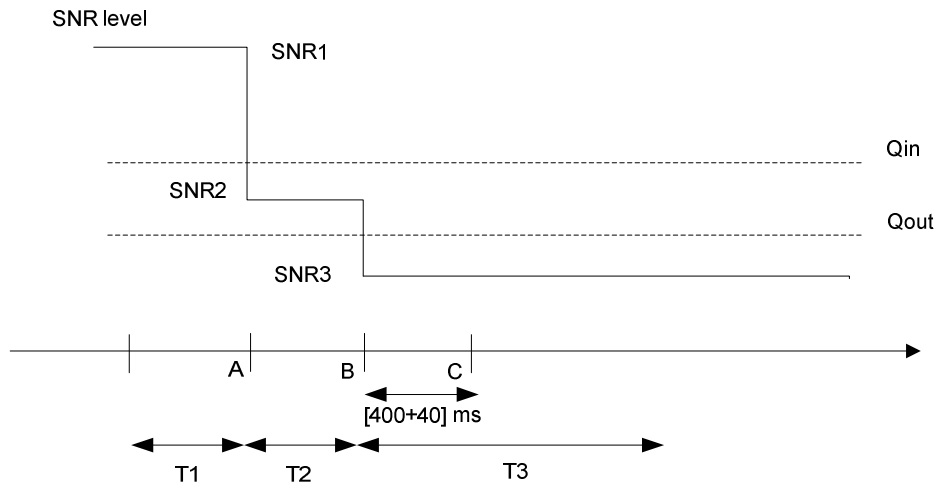 SNR level
SNR1
Qin
SNR2
Qout
SNR3
A
B
C
[400+40] ms
T1
T2
T3